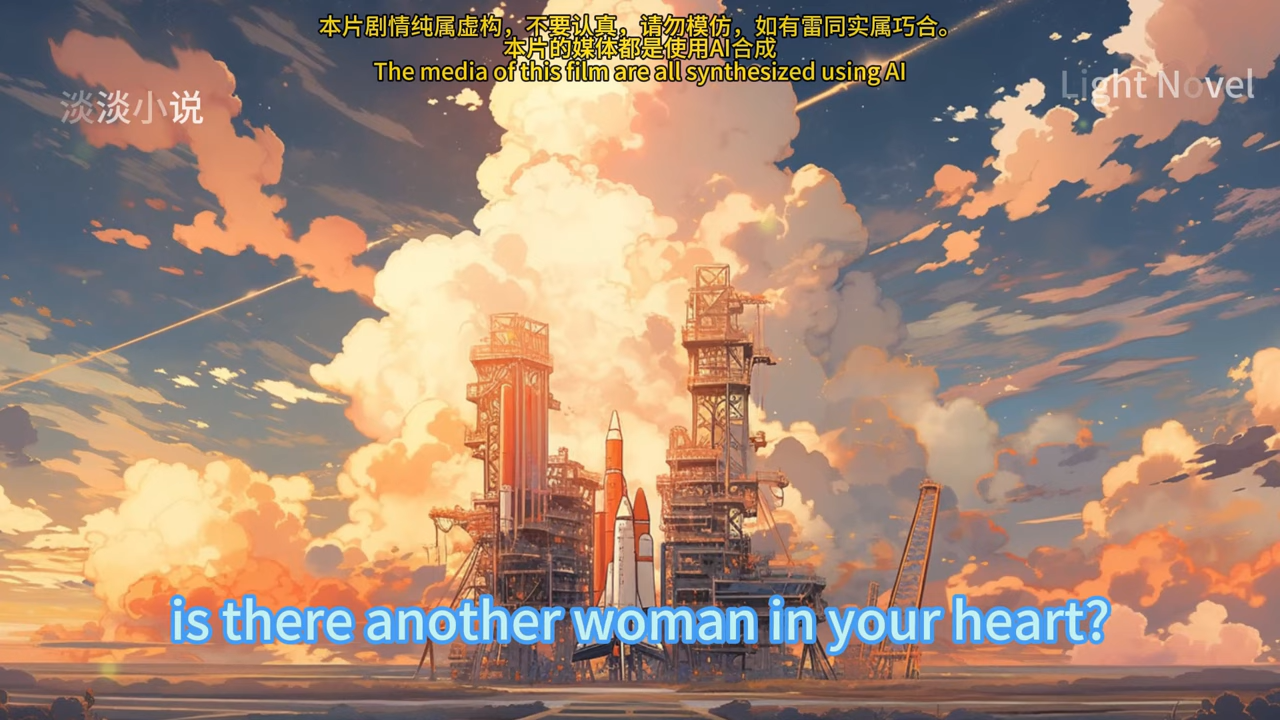 本片剧情纯属虚构，不要认真，请勿模仿，如有雷同实属巧合。
本片的媒体都是使用AI合成
The media of this film are all synthesized using AI
淡淡小说
Light Novel
is there another woman in your heart?